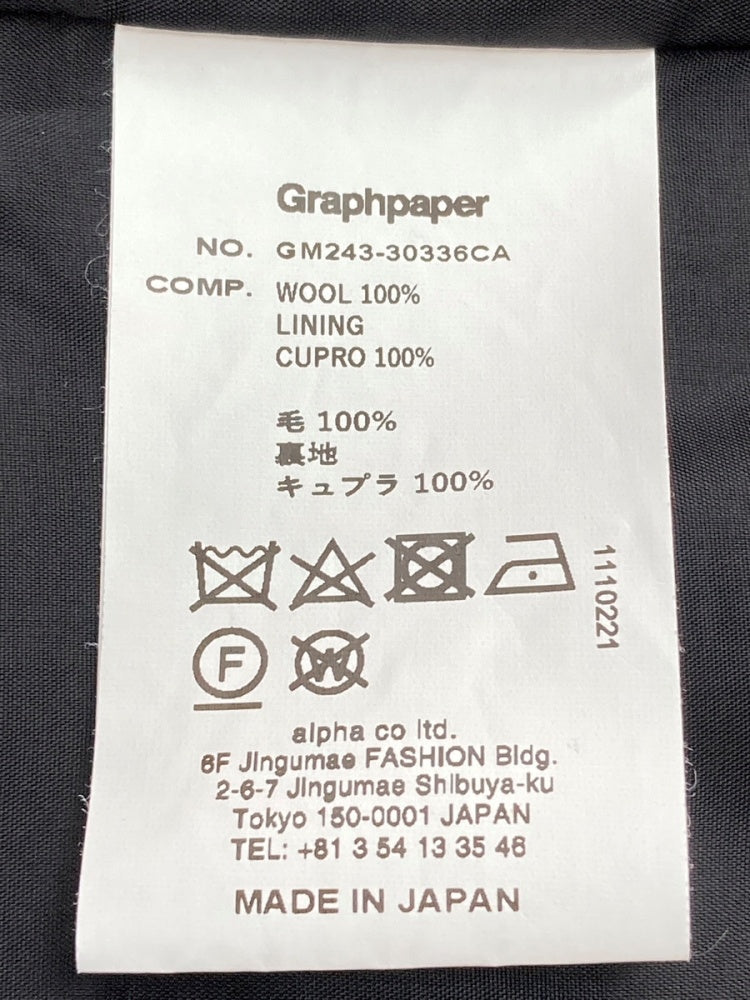 Graphpaper
NO. GM243-30336CA
COMP. WOOL 100%
LINING
CUPRO 100%
毛 100%
裏地
キュプラ 100%
1110221
F
W
alpha co ltd.
6F Jingumae FASHION Bldg.
2-6-7 Jingumae Shibuya-ku
Tokyo 150-0001 JAPAN
TEL: +81 3 54 13 35 46
MADE IN JAPAN